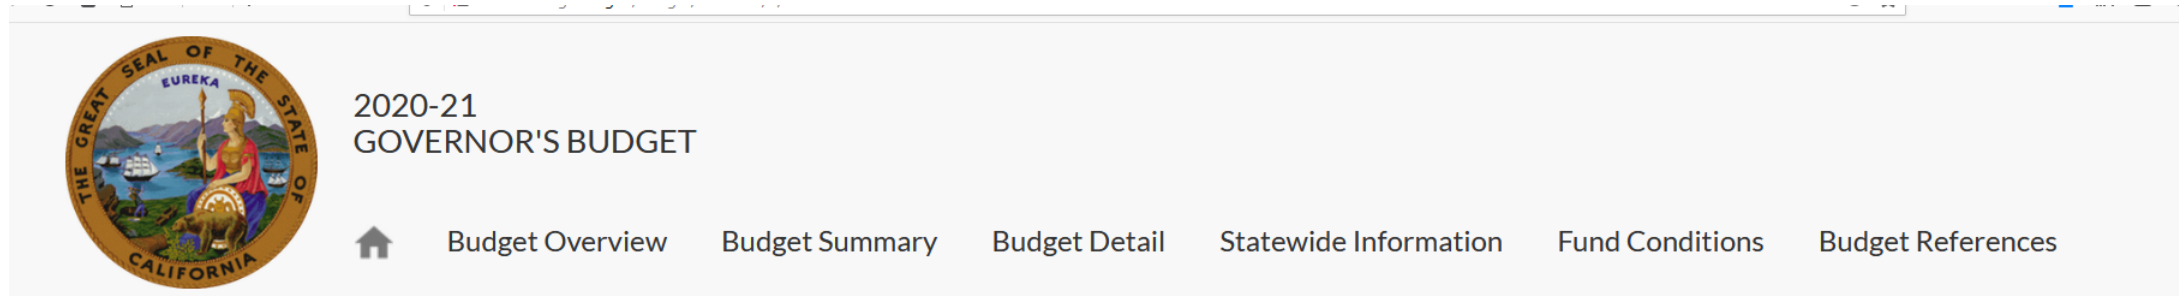 THE GREAT SEAL OF THE STATE OF CALIFORNIA
EUREKA
2020-21
GOVERNOR'S BUDGET
Budget Overview Budget Summary Budget Detail Statewide Information Fund Conditions Budget References